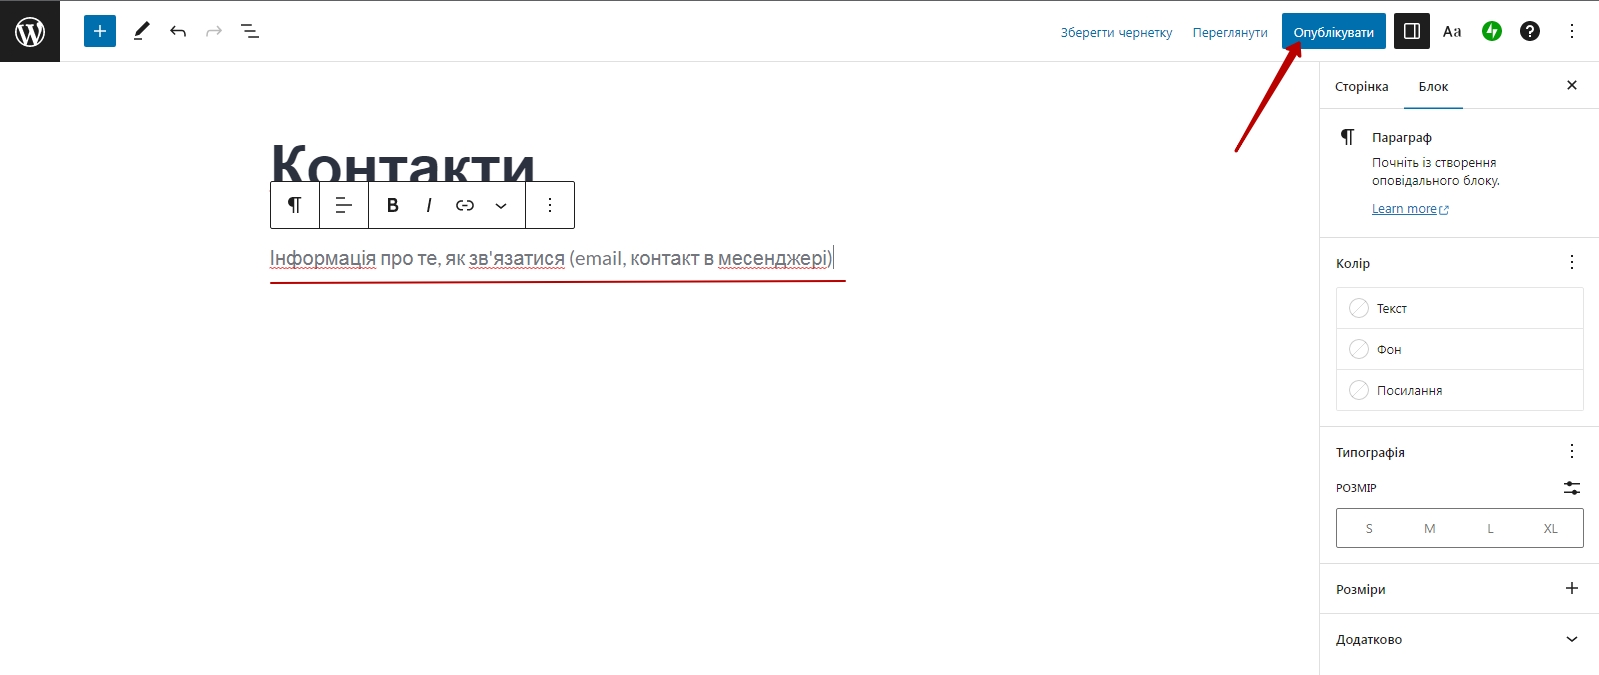 Зберегти чернетку Переглянути Опублікувати Aa
Сторінка Блок
Контакти
Параграф
Почніть із створення
оповідального блоку.
Learn more
B I
Інформація про те, як зв'язатися (email, контакт в месенджері)
Колір
Текст
Фон
Посилання
Типографія
РОЗМІР
S M L XL
Розміри
Додатково